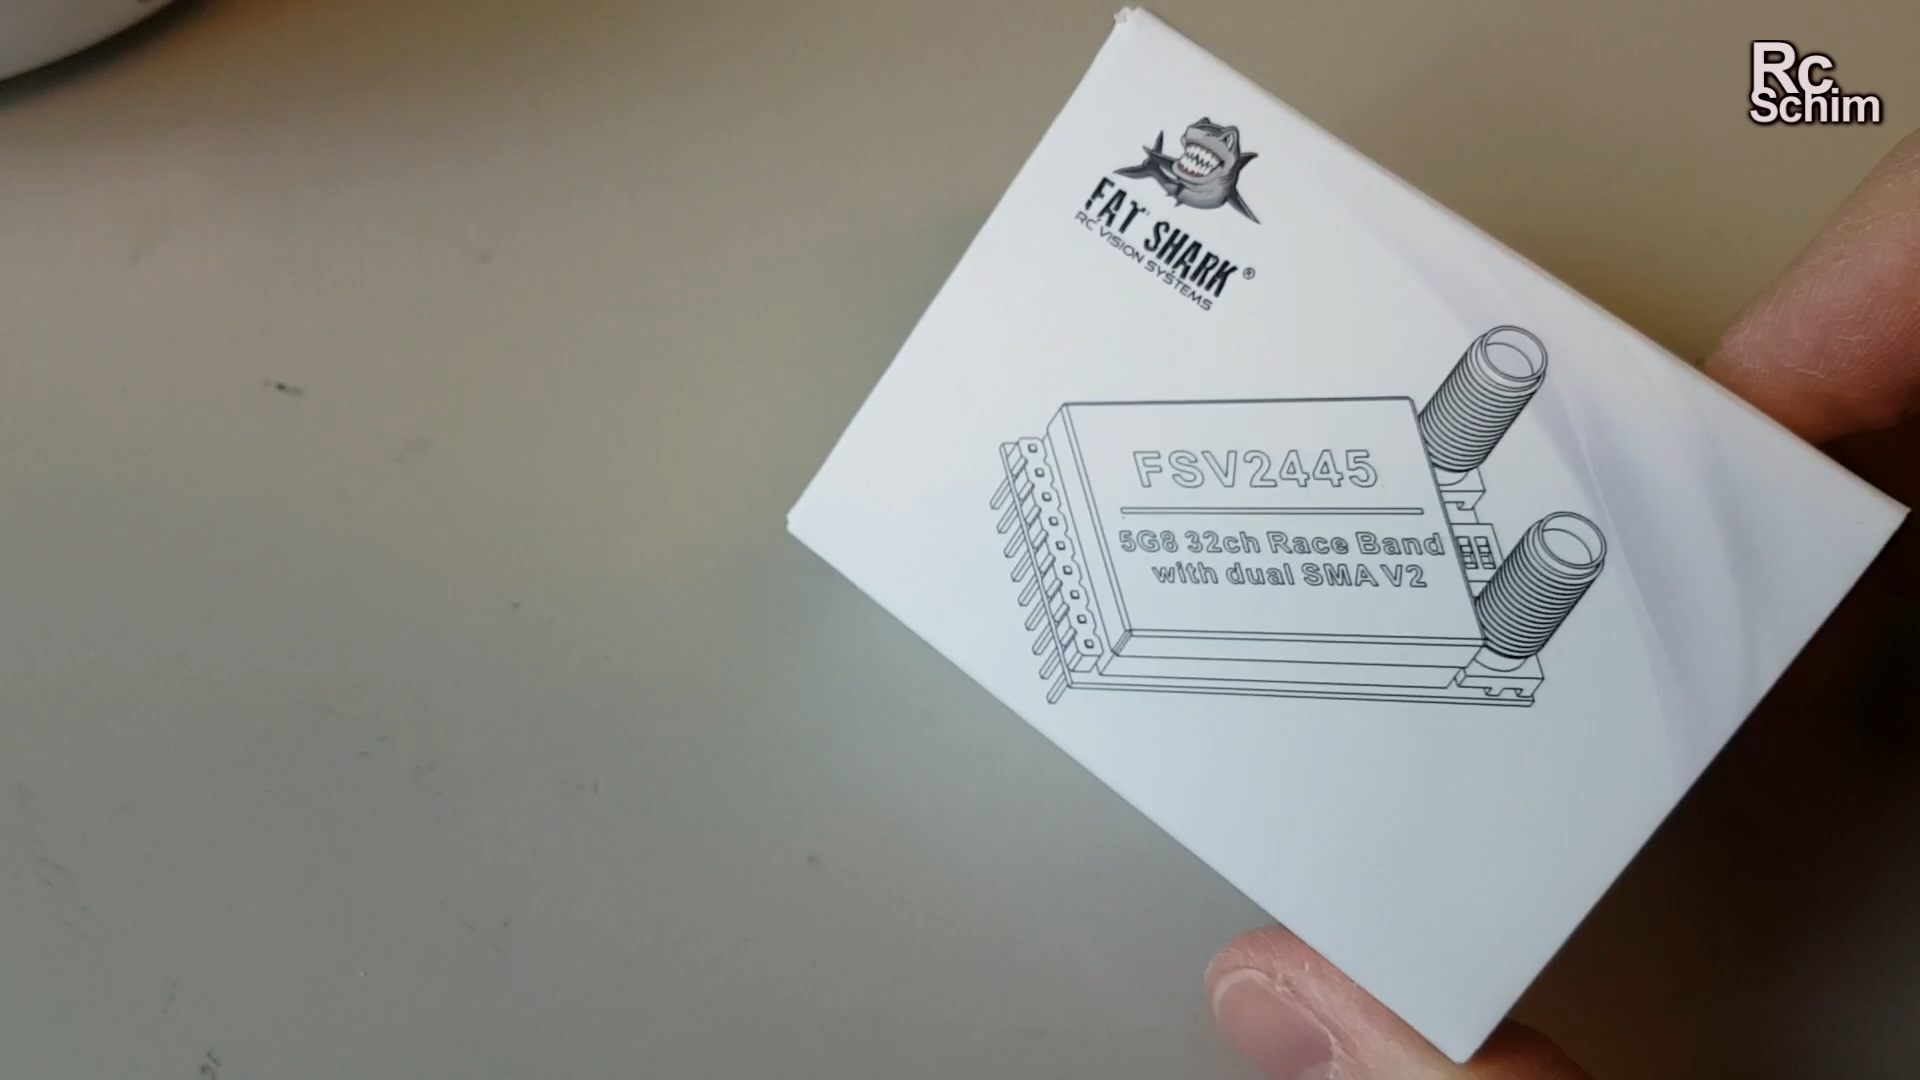 Rc
Schim
FAT SHARK®
RC VISION SYSTEMS
FSV2445
5G8 32ch Race Band
with dual SMA V2